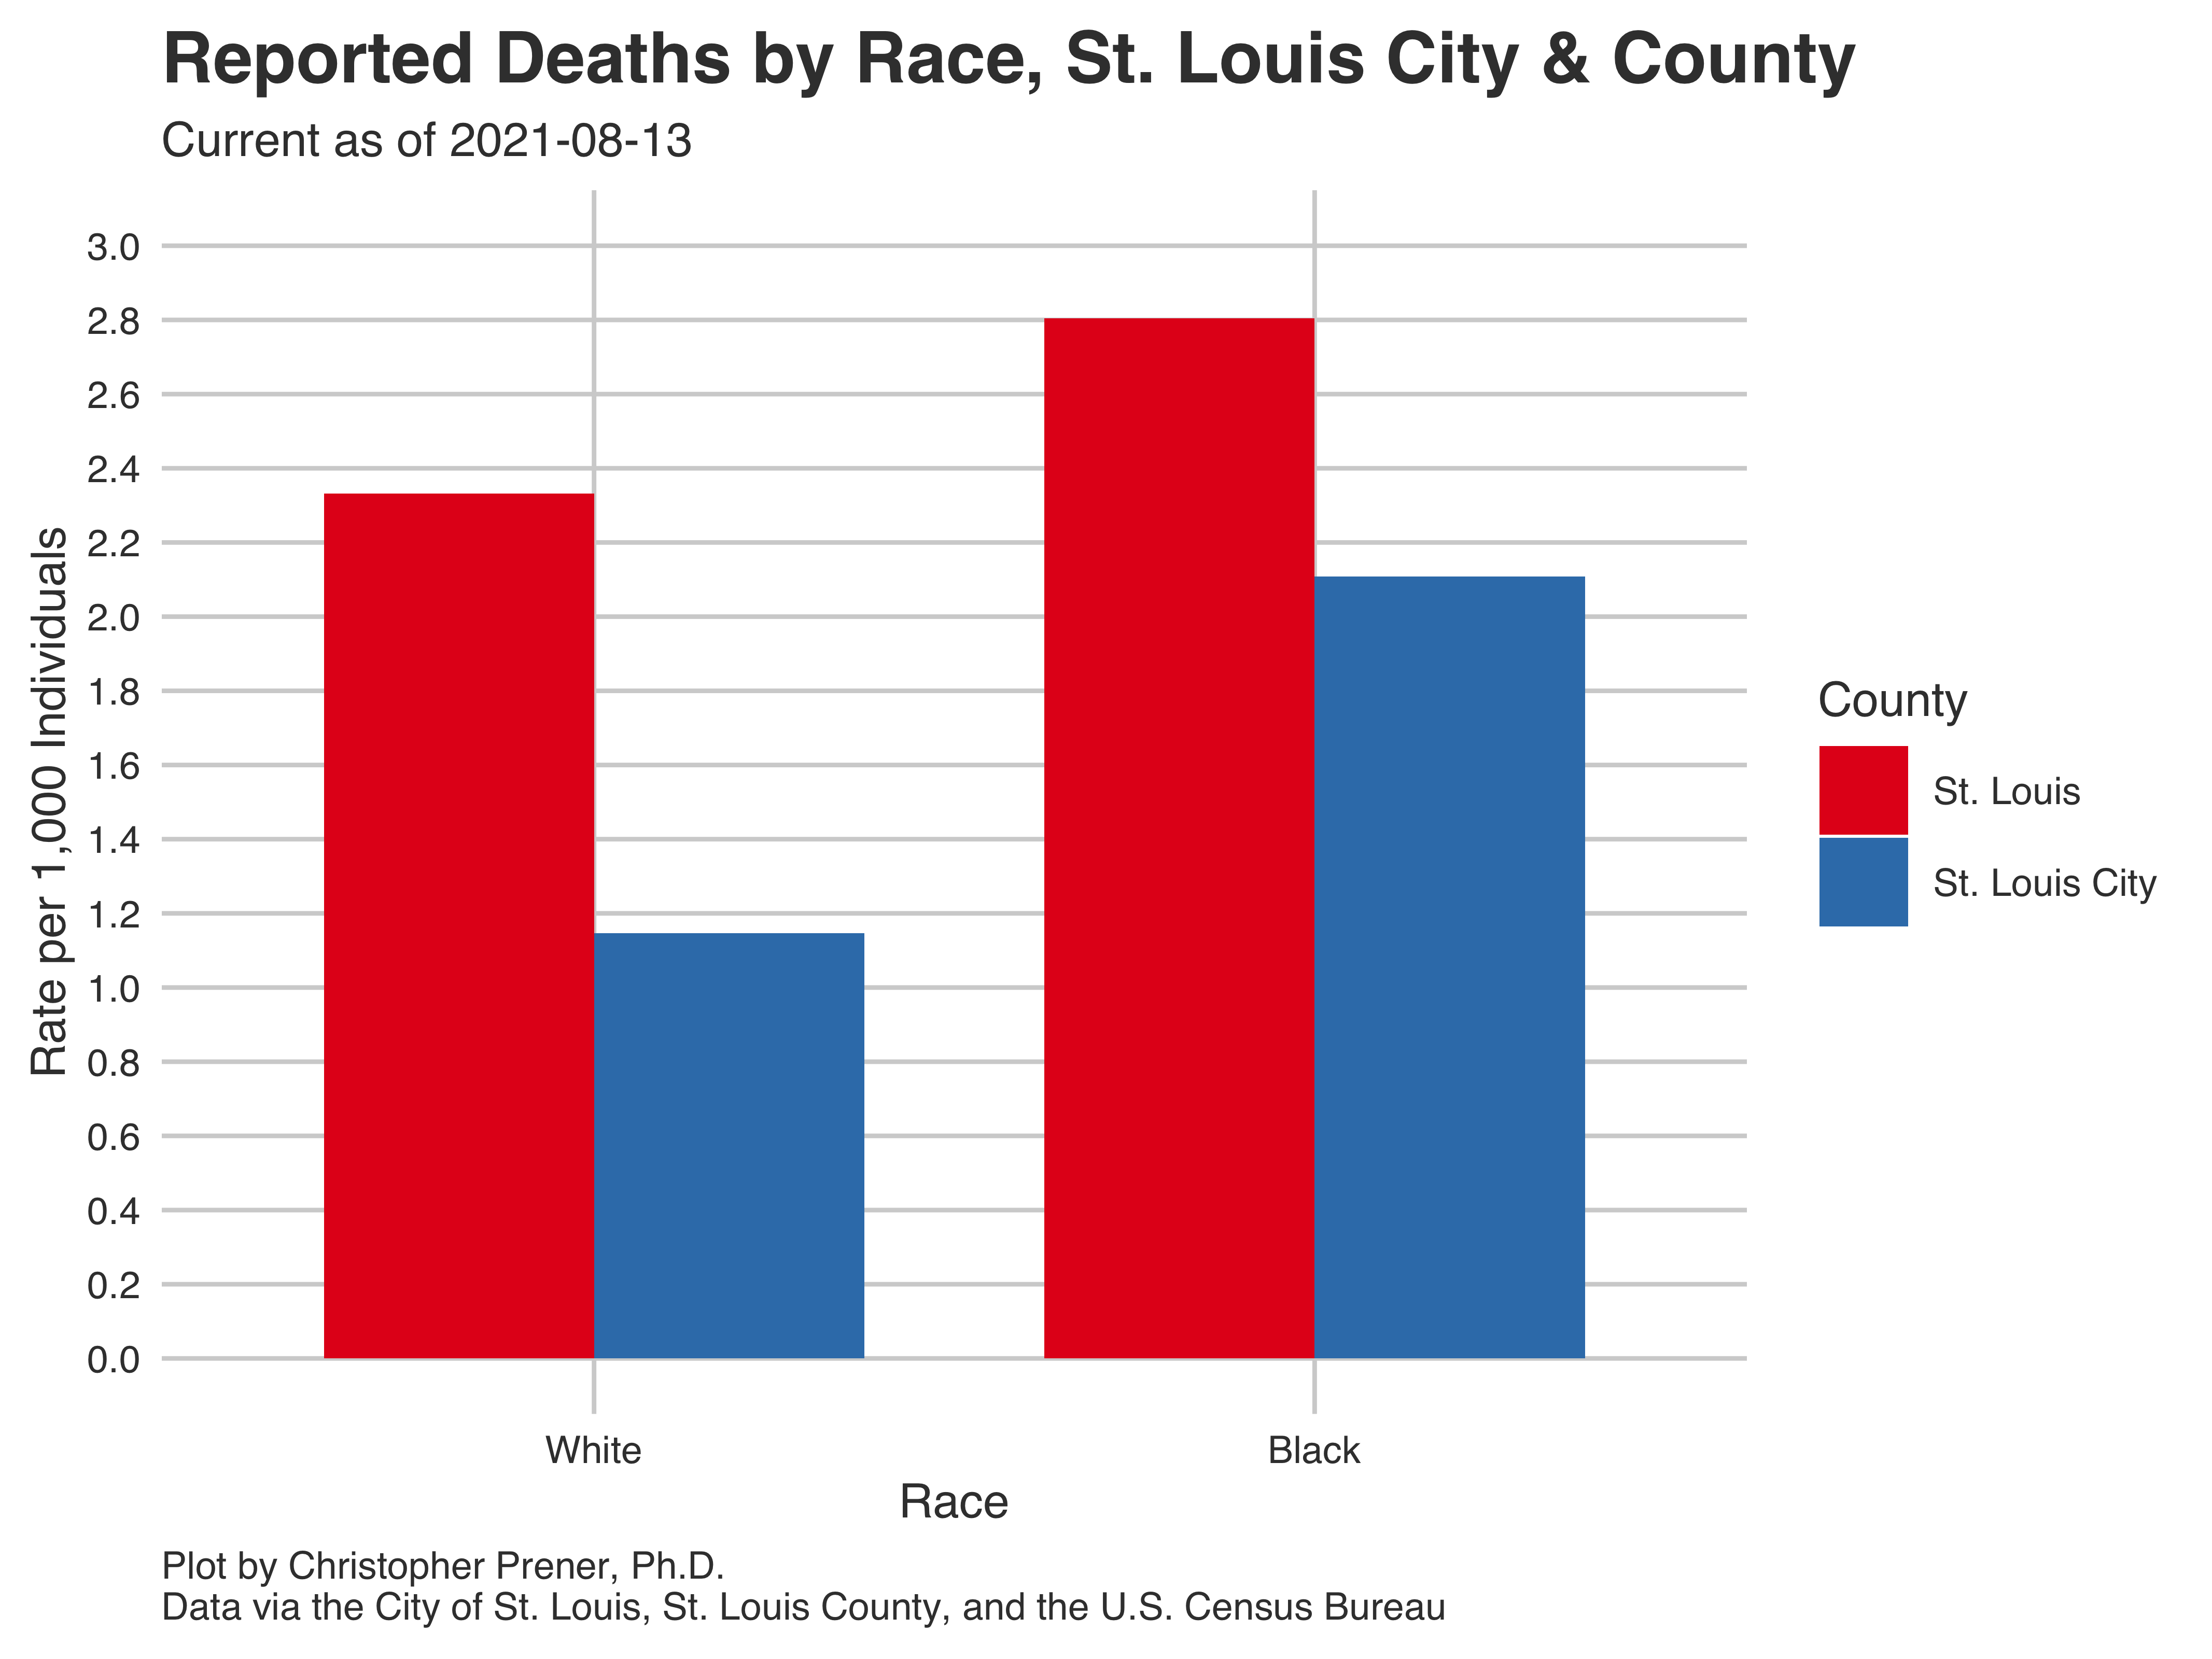 Reported Deaths by Race, St. Louis City & County
Current as of 2021-08-13
3.0
2.8
2.6
2.4
2.2
2.0
1.8
1.6
1.4
1.2
1.0
0.8
0.6
0.4
0.2
0.0
Rate per 1,000 Individuals
White
Black
Race
County
St. Louis
St. Louis City
Plot by Christopher Prener, Ph.D.
Data via the City of St. Louis, St. Louis County, and the U.S. Census Bureau